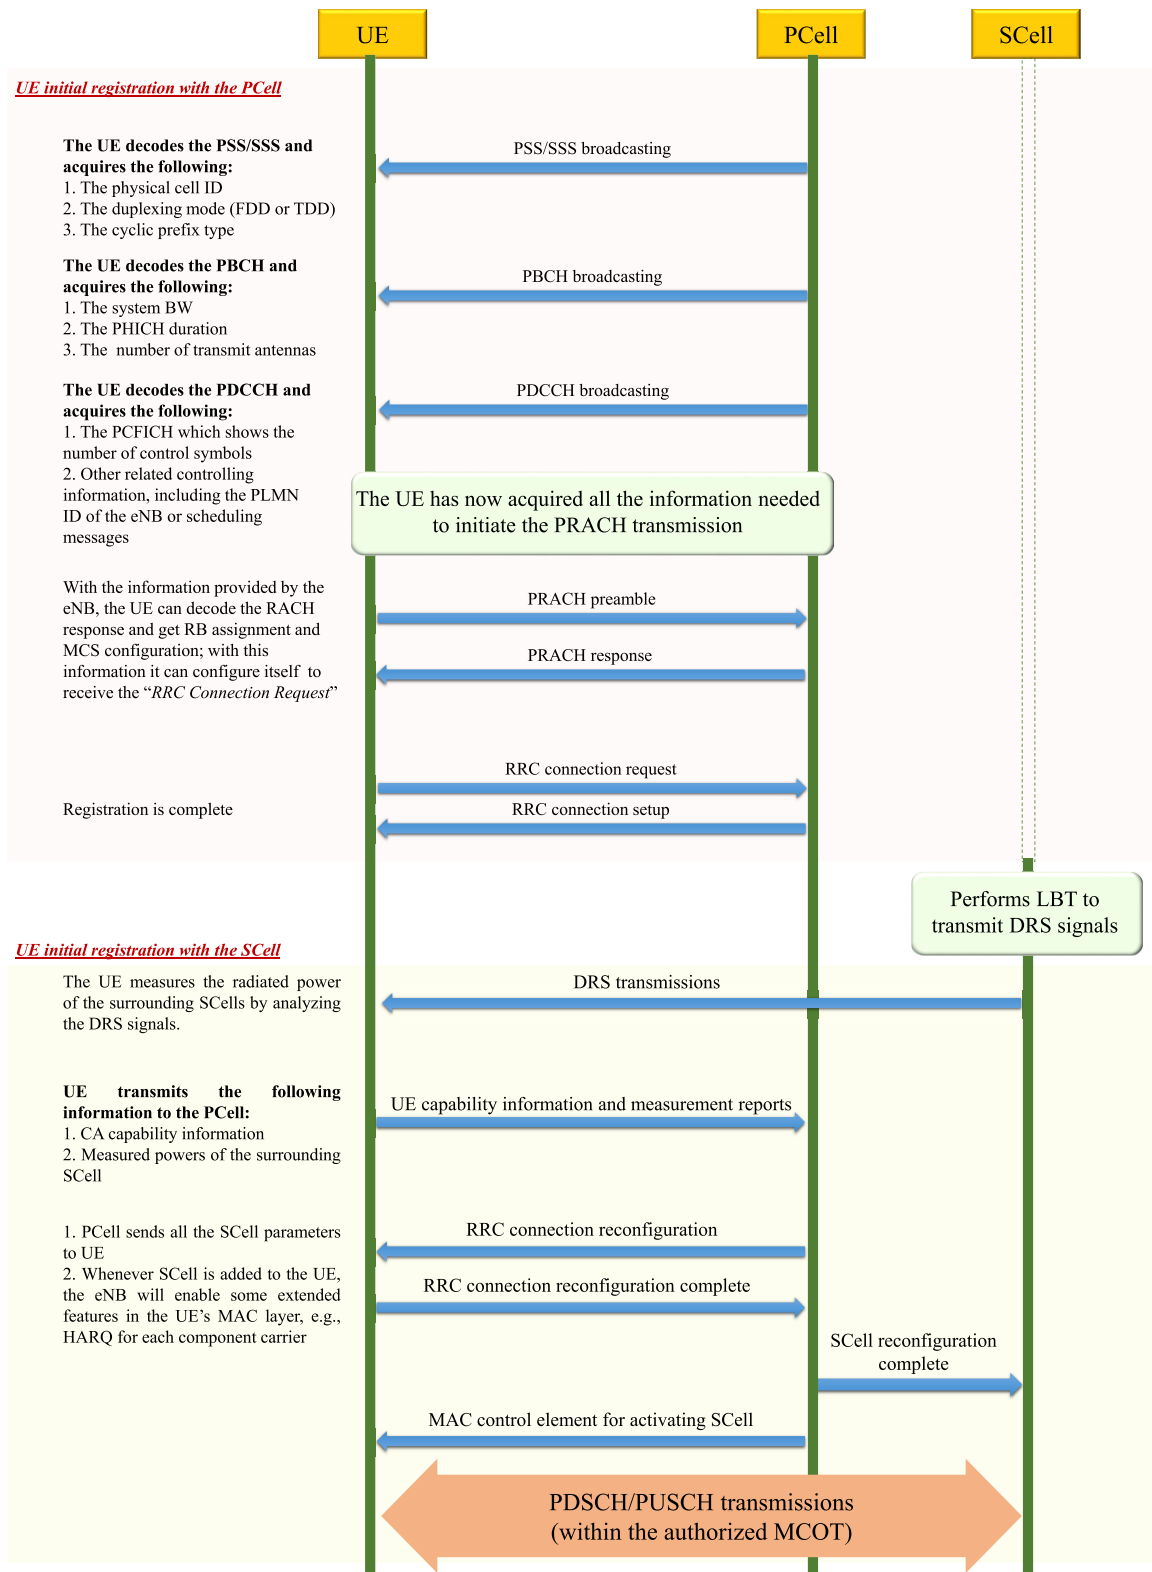 UE
PCell
SCell
UE initial registration with the PCell
The UE decodes the PSS/SSS and
acquires the following:
1. The physical cell ID
2. The duplexing mode (FDD or TDD)
3. The cyclic prefix type
PSS/SSS broadcasting
The UE decodes the PBCH and
acquires the following:
1. The system BW
2. The PHICH duration
3. The number of transmit antennas
PBCH broadcasting
The UE decodes the PDCCH and
acquires the following:
1. The PCFICH which shows the
number of control symbols
2. Other related controlling
information, including the PLMN
ID of the eNB or scheduling
messages
PDCCH broadcasting
The UE has now acquired all the information needed
to initiate the PRACH transmission
With the information provided by the
eNB, the UE can decode the RACH
response and get RB assignment and
MCS configuration; with this
information it can configure itself to
receive the “RRC Connection Request”
PRACH preamble
PRACH response
RRC connection request
Registration is complete
RRC connection setup
Performs LBT to
transmit DRS signals
UE initial registration with the SCell
The UE measures the radiated power
of the surrounding SCells by analyzing
the DRS signals.
DRS transmissions
UE transmits the following
information to the PCell:
1. CA capability information
2. Measured powers of the surrounding
SCell
UE capability information and measurement reports
1. PCell sends all the SCell parameters
to UE
2. Whenever SCell is added to the UE,
the eNB will enable some extended
features in the UE’s MAC layer, e.g.,
HARQ for each component carrier
RRC connection reconfiguration
RRC connection reconfiguration complete
SCell reconfiguration
complete
MAC control element for activating SCell
PDSCH/PUSCH transmissions
(within the authorized MCOT)